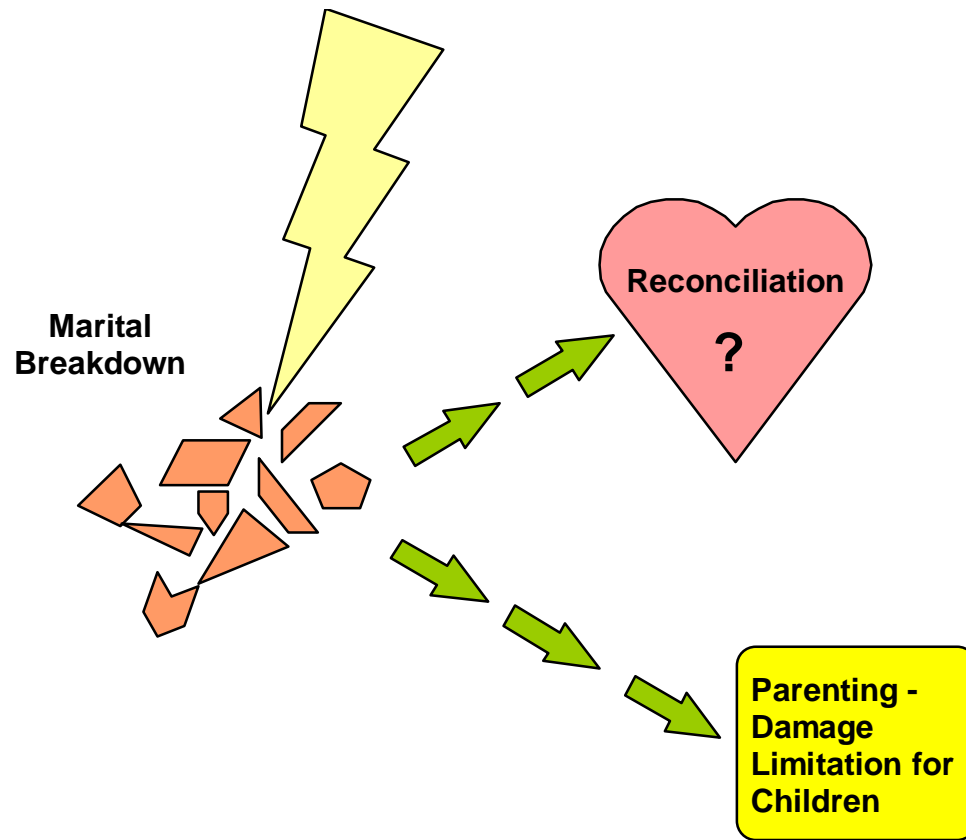 Marital
Breakdown
Reconciliation
?
Parenting -
Damage
Limitation for
Children